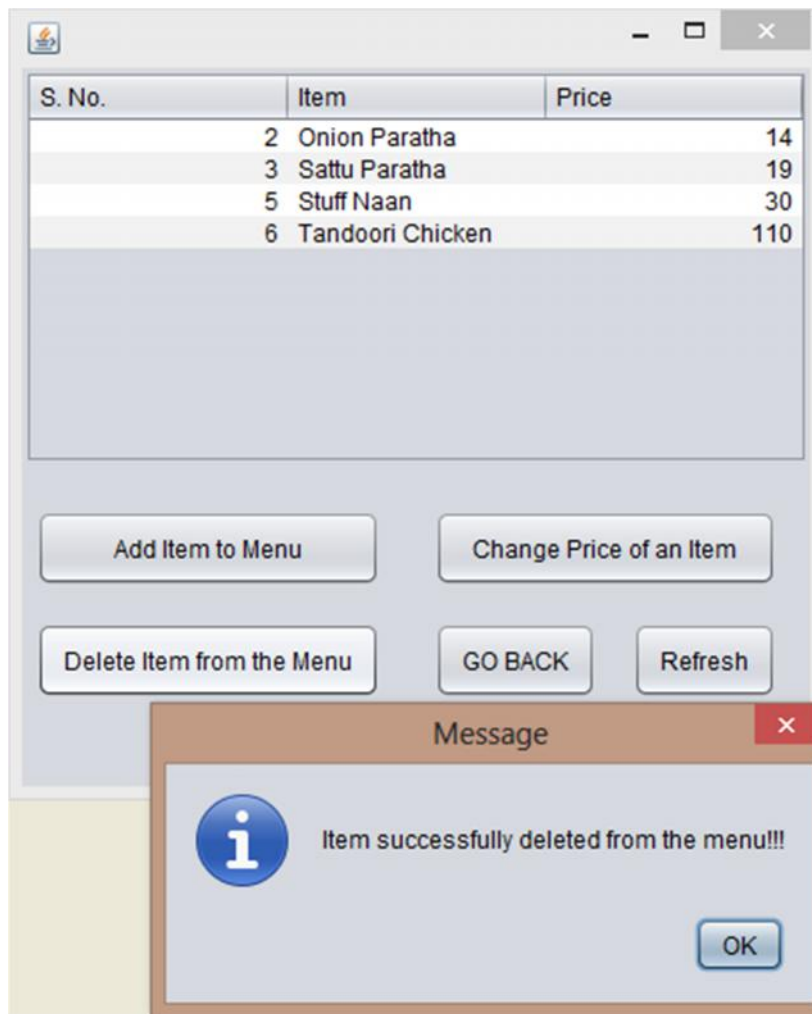 S. No. Item Price
2 Onion Paratha 14
3 Sattu Paratha 19
5 Stuff Naan 30
6 Tandoori Chicken 110
Add Item to Menu Change Price of an Item
Delete Item from the Menu GO BACK Refresh
Message
Item successfully deleted from the menu!!!
OK